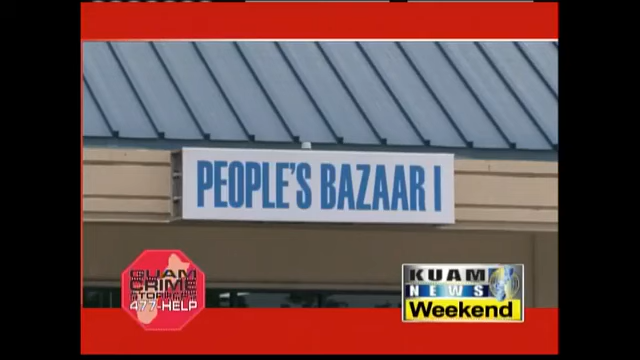 PEOPLE'S BAZAAR I
GUAM
CRIME
STOPPERS
477-HELP
KUAM
NEWS
Weekend